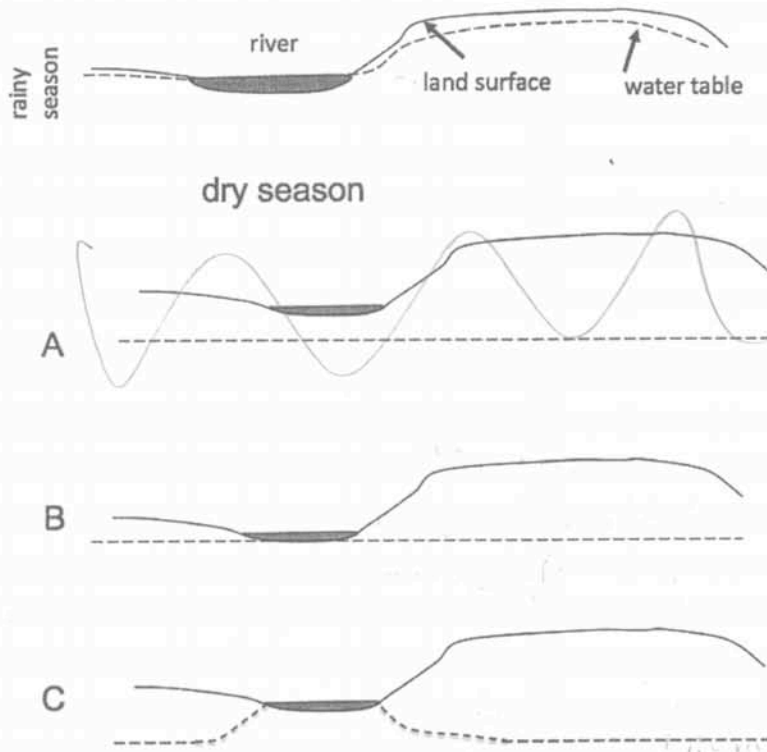 river
rainy
season
land surface
water table
dry season
A
B
C